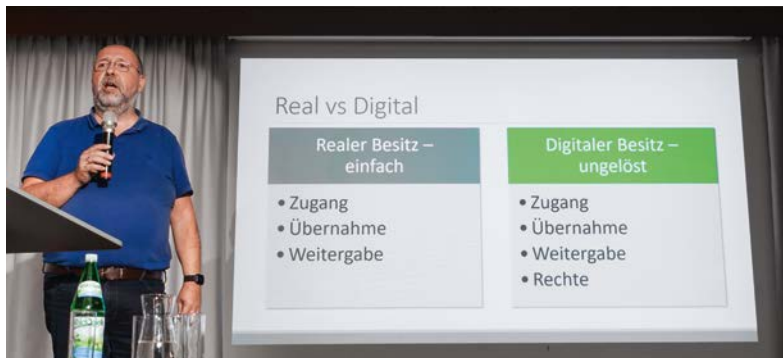 Real vs Digital
Realer Besitz –
einfach
• Zugang
• Übernahme
• Weitergabe
Digitaler Besitz –
ungelöst
• Zugang
• Übernahme
• Weitergabe
• Rechte